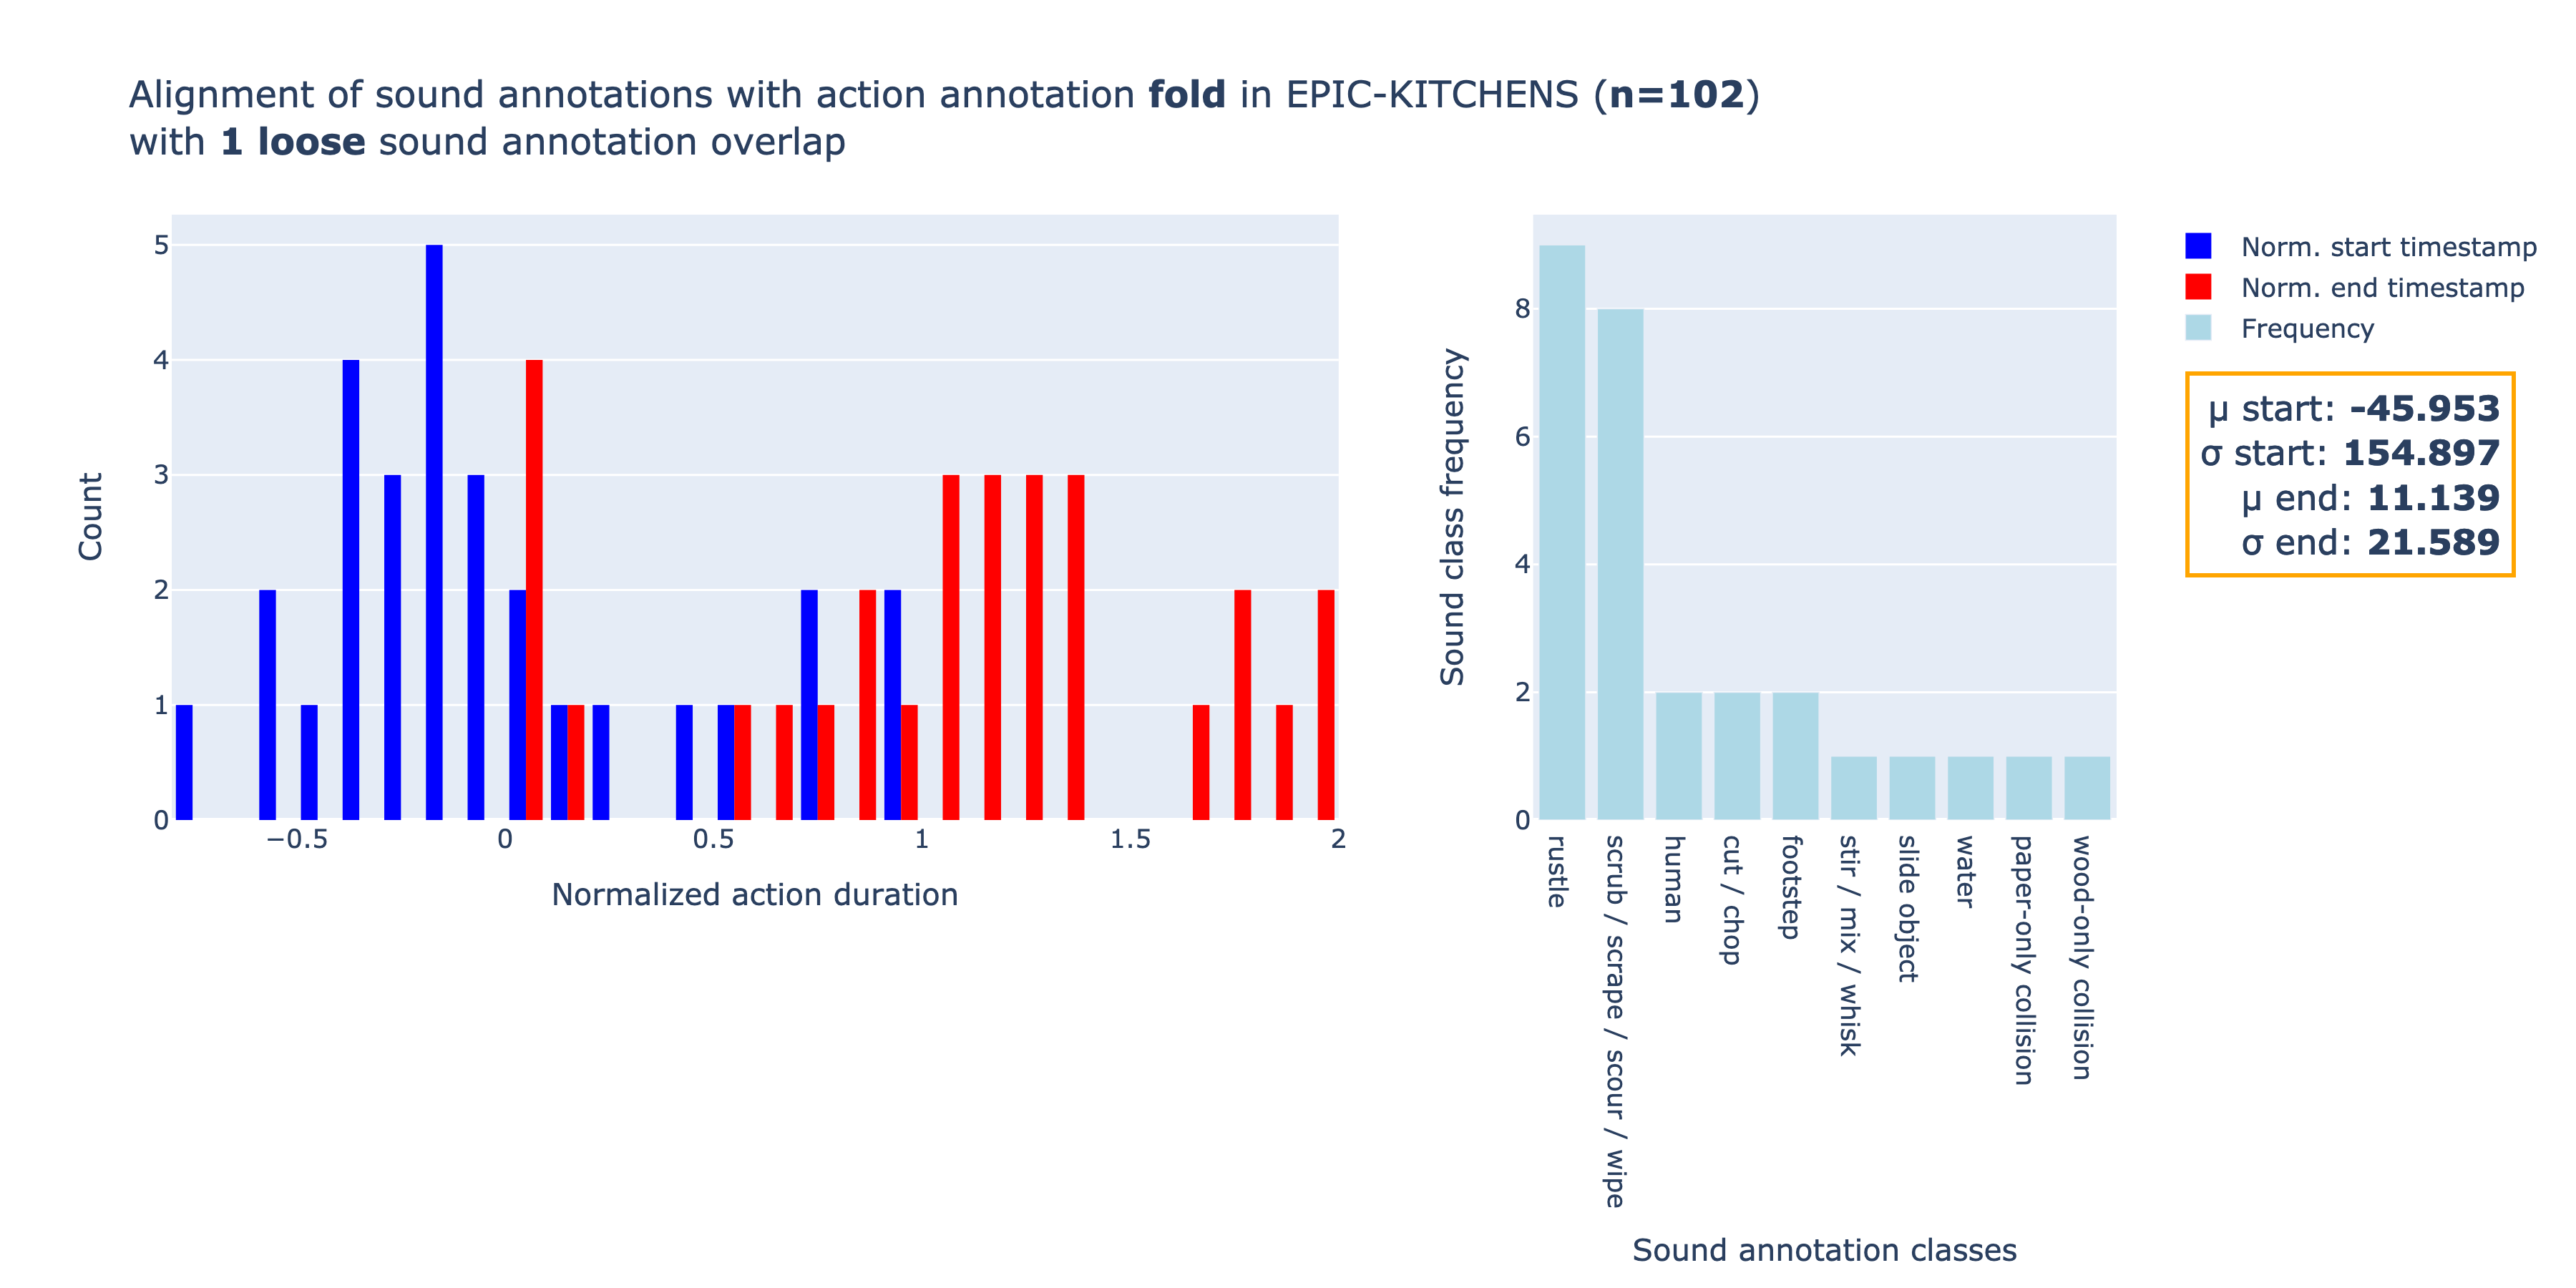 Alignment of sound annotations with action annotation fold in EPIC-KITCHENS (n=102)
with 1 loose sound annotation overlap
5
4
3
2
1
0
Count
−0.5
0
0.5
1
1.5
2
Normalized action duration
8
6
4
2
0
Sound class frequency
rustle
scrub / scrape / scour / wipe
human
cut / chop
footstep
stir / mix / whisk
slide object
water
paper-only collision
wood-only collision
Sound annotation classes
Norm. start timestamp
Norm. end timestamp
Frequency
μ start: -45.953
σ start: 154.897
μ end: 11.139
σ end: 21.589